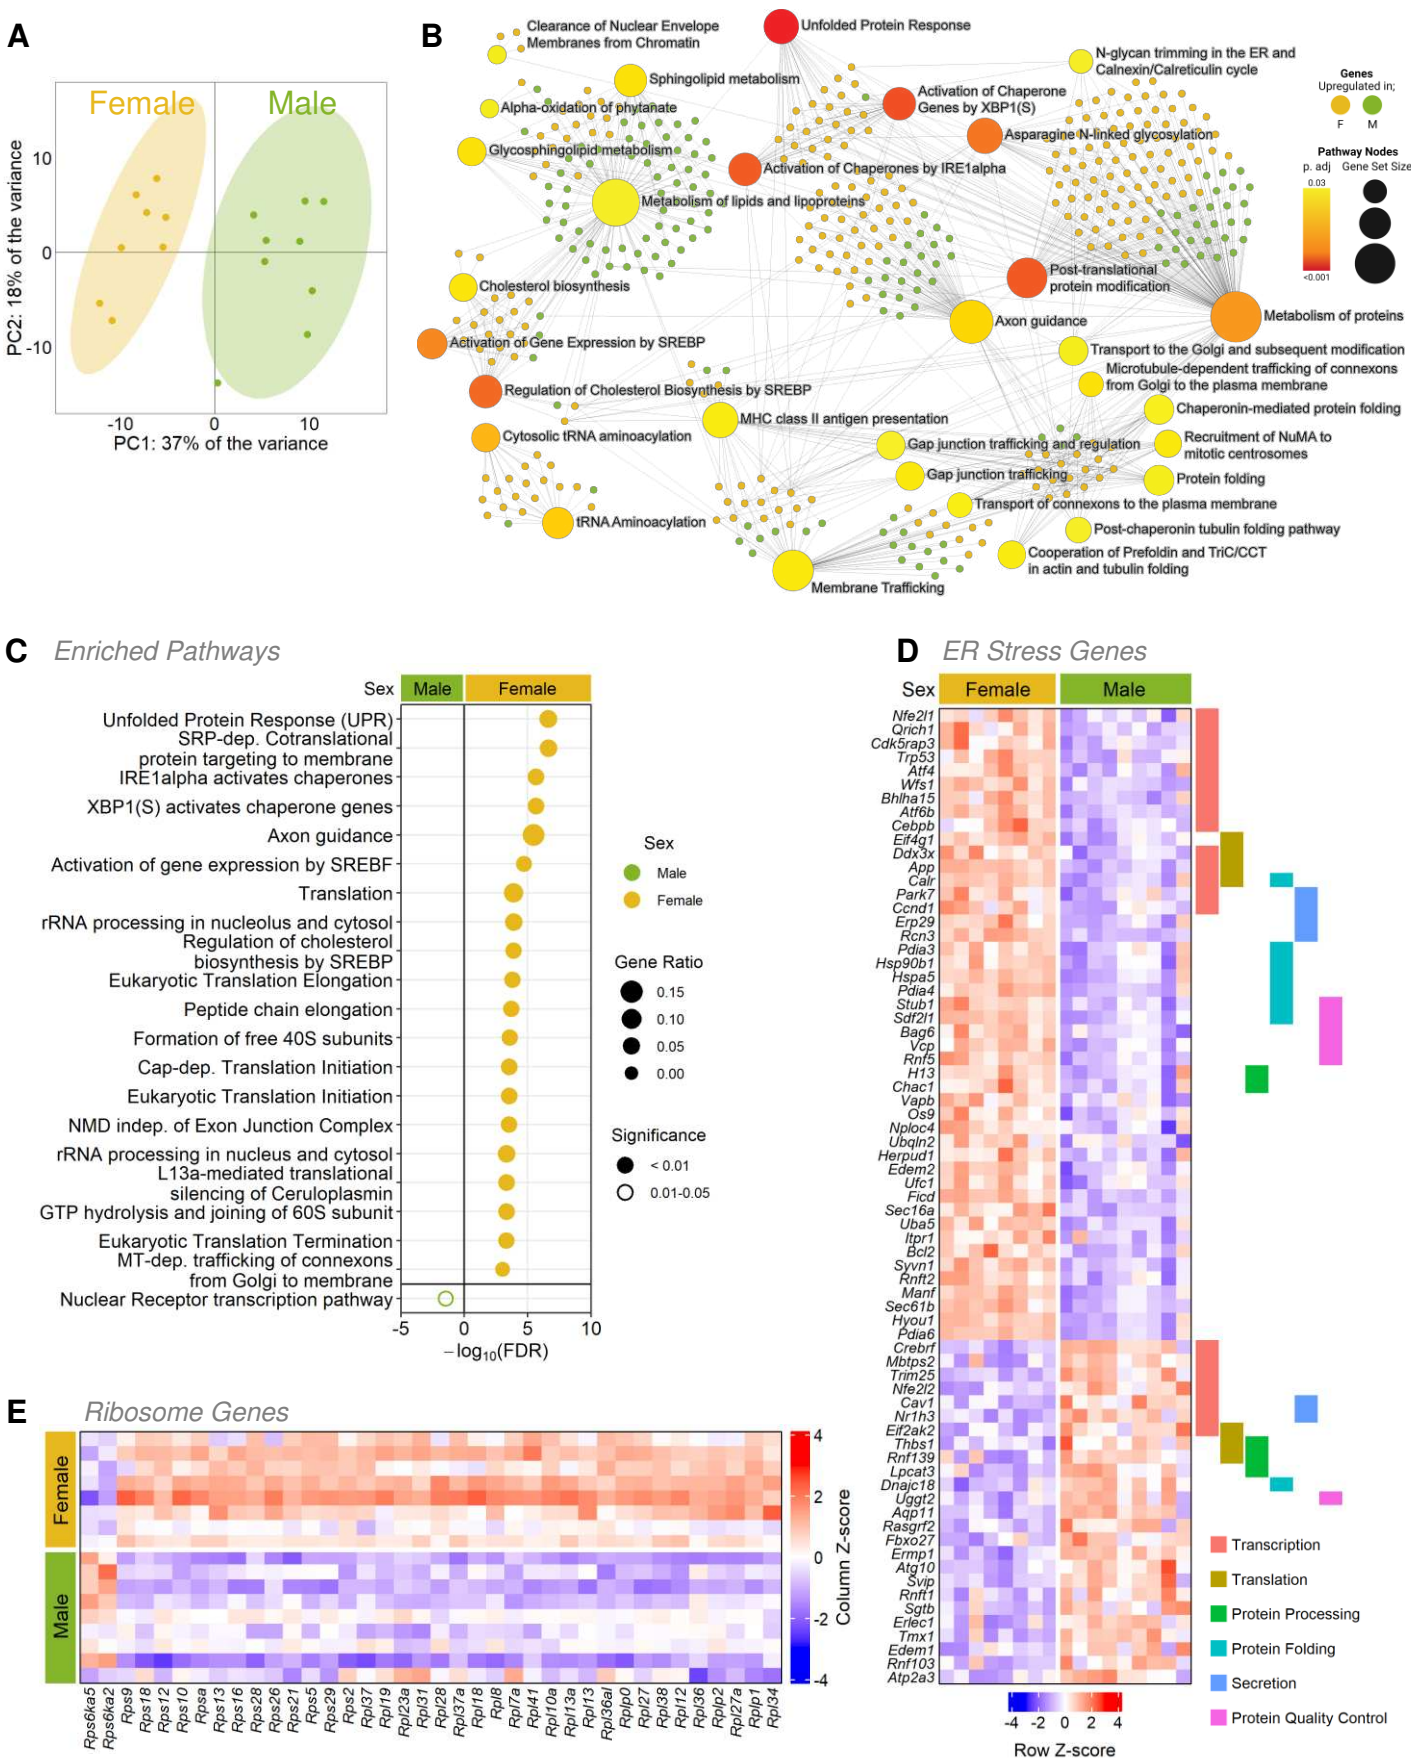 A
Female
Male
PC2: 18% of the variance
10
0
-10
-10
0
10
PC1: 37% of the variance
B
Clearance of Nuclear Envelope
Membranes from Chromatin
Unfolded Protein Response
N-glycan trimming in the ER and
Calnexin/Calreticulin cycle
Sphingolipid metabolism
Activation of Chaperone
Genes by XBP1(S)
Alpha-oxidation of phytanate
Asparagine N-linked glycosylation
Glycosphingolipid metabolism
Activation of Chaperones by IRE1alpha
Metabolism of lipids and lipoproteins
Post-translational
protein modification
Cholesterol biosynthesis
Axon guidance
Metabolism of proteins
Activation of Gene Expression by SREBP
Transport to the Golgi and subsequent modification
Microtubule-dependent trafficking of connexons
from Golgi to the plasma membrane
Regulation of Cholesterol Biosynthesis by SREBP
Chaperonin-mediated protein folding
MHC class II antigen presentation
Cytosolic tRNA aminoacylation
Gap junction trafficking and regulation
Recruitment of NuMA to
mitotic centrosomes
Gap junction trafficking
Protein folding
Transport of connexons to the plasma membrane
tRNA Aminoacylation
Post-chaperonin tubulin folding pathway
Cooperation of Prefoldin and TriC/CCT
in actin and tubulin folding
Membrane Trafficking
Genes
Upregulated in;
F
M
Pathway Nodes
p. adj
Gene Set Size
0.03
<0.001
C
Enriched Pathways
Sex
Male
Female
Unfolded Protein Response (UPR)
SRP-dep. Cotranslational
protein targeting to membrane
IRE1alpha activates chaperones
XBP1(S) activates chaperone genes
Axon guidance
Activation of gene expression by SREBF
Translation
rRNA processing in nucleolus and cytosol
Regulation of cholesterol
biosynthesis by SREBP
Eukaryotic Translation Elongation
Peptide chain elongation
Formation of free 40S subunits
Cap-dep. Translation Initiation
Eukaryotic Translation Initiation
NMD indep. of Exon Junction Complex
rRNA processing in nucleus and cytosol
L13a-mediated translational
silencing of Ceruloplasmin
GTP hydrolysis and joining of 60S subunit
Eukaryotic Translation Termination
MT-dep. trafficking of connexons
from Golgi to membrane
Nuclear Receptor transcription pathway
-5
0
5
10
−log10(FDR)
Sex
Male
Female
Gene Ratio
0.15
0.10
0.05
0.00
Significance
< 0.01
0.01-0.05
D
ER Stress Genes
Sex
Female
Male
Nfe2l1
Qrich1
Cdk5rap3
Trp53
Atf4
Wfs1
Bhlha15
Atf6b
Cebpb
Eif4g1
Ddx3x
App
Calr
Park7
Ccnd1
Erp29
Rcn3
Pdia3
Hsp90b1
Hspa5
Pdia4
Stub1
Sdf2l1
Bag6
Vcp
Rnf5
H13
Chac1
Vapb
Os9
Nploc4
Ubqln2
Herpud1
Edem2
Ufc1
Ficd
Sec16a
Uba5
Itpr1
Bcl2
Syvn1
Rnft2
Manf
Sec61b
Hyou1
Pdia6
Crebrf
Mbtps2
Trim25
Nfe2l2
Cav1
Nr1h3
Eif2ak2
Thbs1
Rnf139
Lpcat3
Dnajc18
Uggt2
Aqp11
Rasgrf2
Fbxo27
Ermp1
Atg10
Svip
Rnft1
Sgtb
Erlec1
Tmx1
Edem1
Rnf103
Atp2a3
-4
-2
0
2
4
Row Z-score
Transcription
Translation
Protein Processing
Protein Folding
Secretion
Protein Quality Control
E
Ribosome Genes
Female
Male
4
2
0
-2
-4
Column Z-score
Rps6ka5
Rps6ka2
Rps9
Rps18
Rps12
Rps10
Rpsa
Rps13
Rps16
Rps28
Rps26
Rps21
Rps5
Rps29
Rps2
Rpl37
Rpl19
Rpl23a
Rpl31
Rpl28
Rpl37a
Rpl18
Rpl8
Rpl7a
Rpl41
Rpl10a
Rpl13a
Rpl13
Rpl36al
Rplp0
Rpl27
Rpl38
Rpl12
Rpl36
Rplp2
Rpl27a
Rplp1
Rpl34